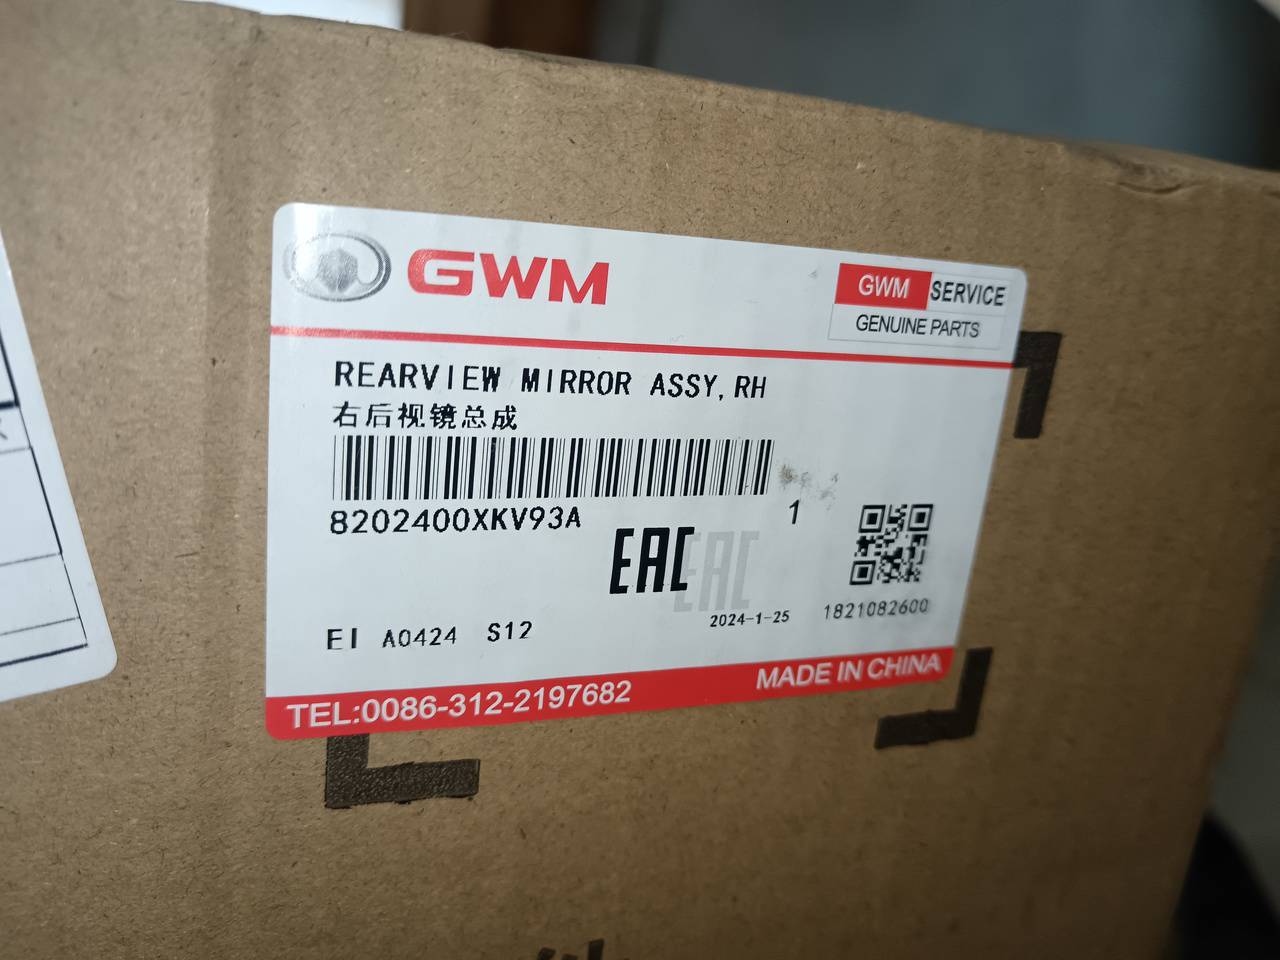 GWM
GWM SERVICE
GENUINE PARTS
REARVIEW MIRROR ASSY,RH
右后视镜总成
8202400XKV93A
1
EAC
EAC
EI A0424 S12
2024-1-25
1821082600
TEL:0086-312-2197682
MADE IN CHINA